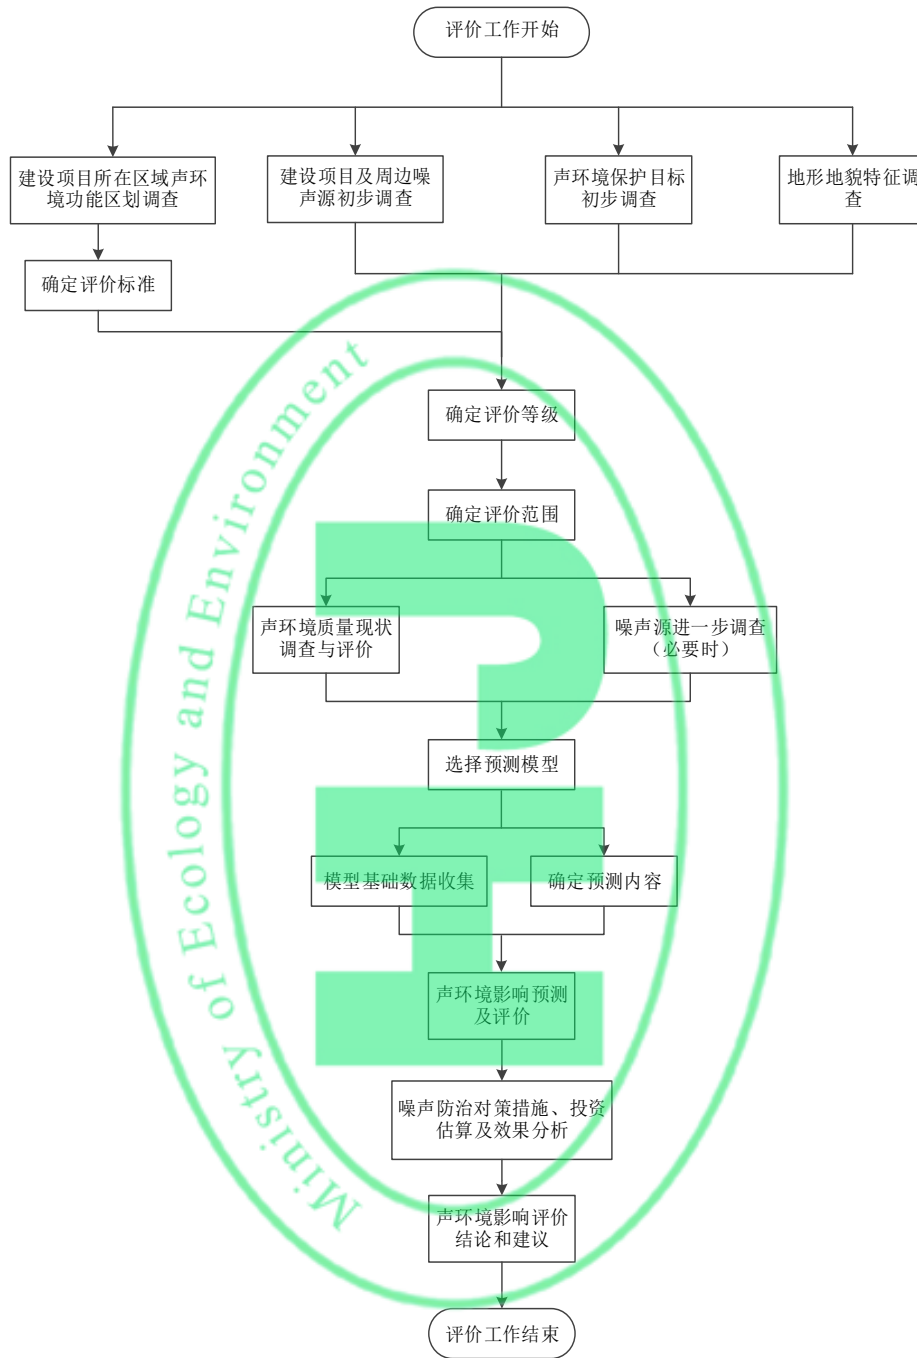 评价工作开始
建设项目所在区域声环
境功能区划调查
建设项目及周边噪
声源初步调查
声环境保护目标
初步调查
地形地貌特征调
查
确定评价标准
确定评价等级
确定评价范围
声环境质量现状
调查与评价
噪声源进一步调查
（必要时）
选择预测模型
模型基础数据收集
确定预测内容
声环境影响预测
及评价
噪声防治对策措施、投资
估算及效果分析
声环境影响评价
结论和建议
评价工作结束
Ministry of Ecology and Environment